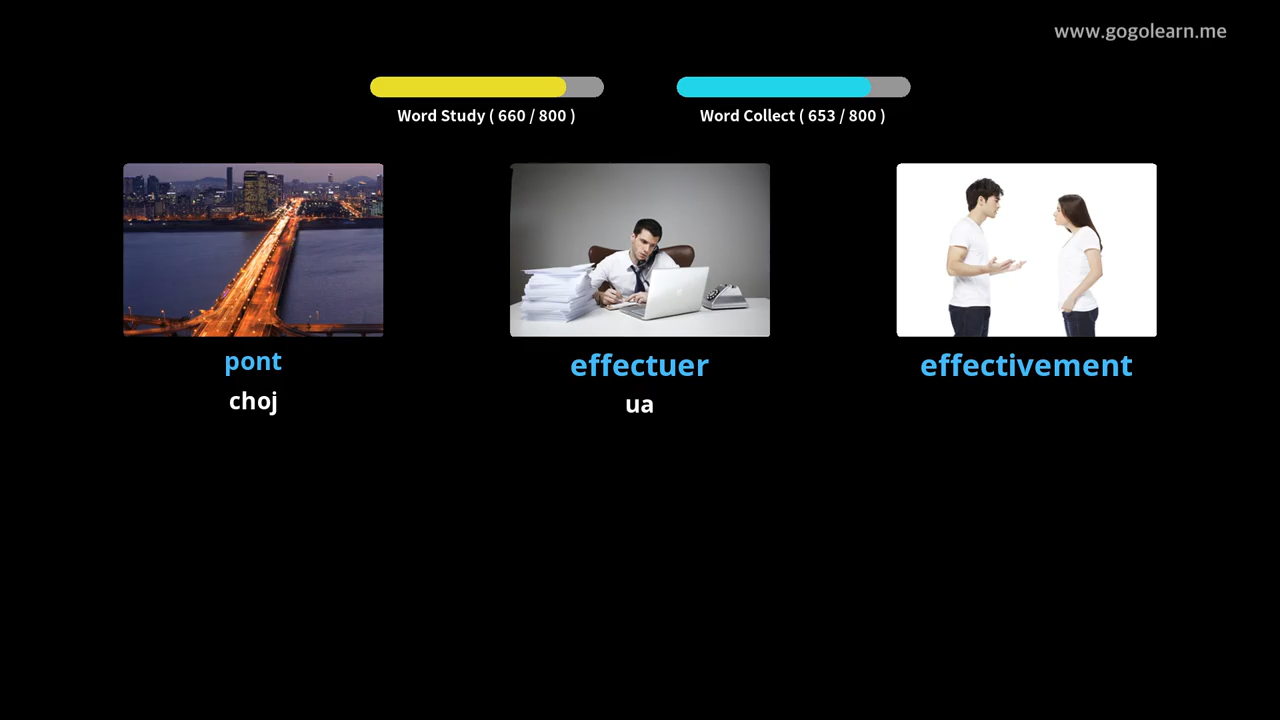 www.gogolearn.me
Word Study ( 660 / 800 )
Word Collect ( 653 / 800 )
pont
choj
effectuer
ua
effectivement